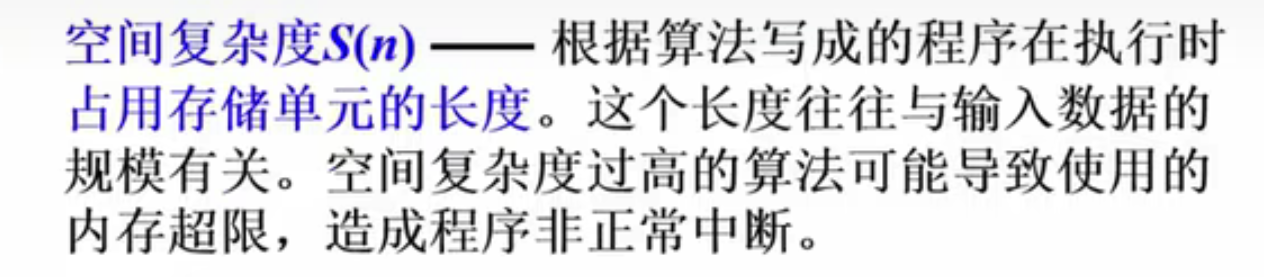 空间复杂度S(n) —— 根据算法写成的程序在执行时
占用存储单元的长度。这个长度往往与输入数据的
规模有关。空间复杂度过高的算法可能导致使用的
内存超限，造成程序非正常中断。